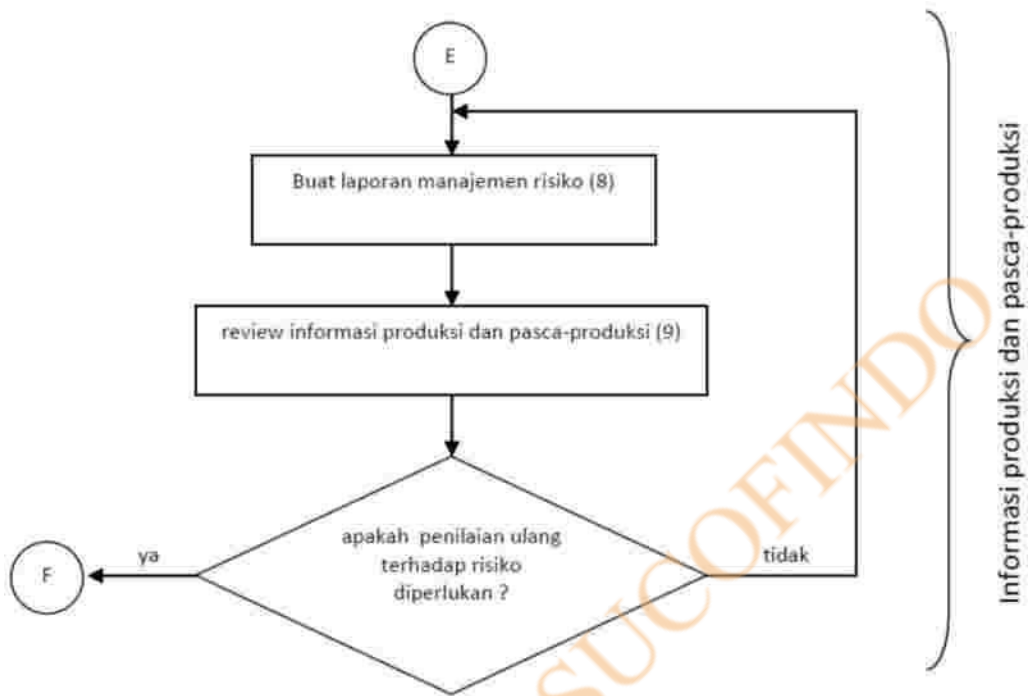 E
Buat laporan manajemen risiko (8)
review informasi produksi dan pasca-produksi (9)
apakah penilaian ulang
terhadap risiko
diperlukan ?
ya
tidak
F
Informasi produksi dan pasca-produksi
SUCOFINDO